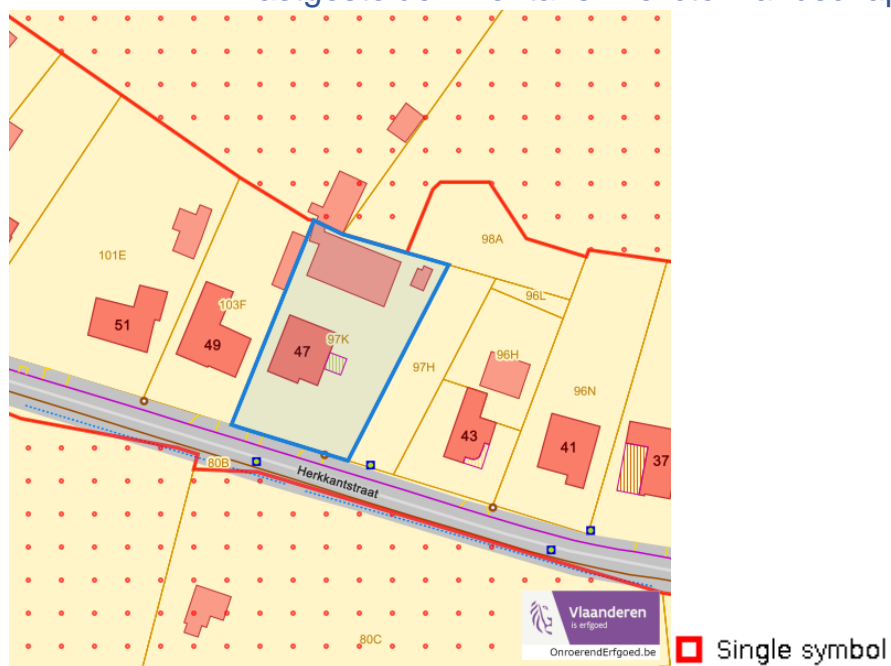 98A
101E
96L
103F
51
49
47
97K
97H
96H
96N
43
41
37
80B
Herkkantstraat
80C
Vlaanderen
is erfgoed
OnroerendErfgoed.be
Single symbol